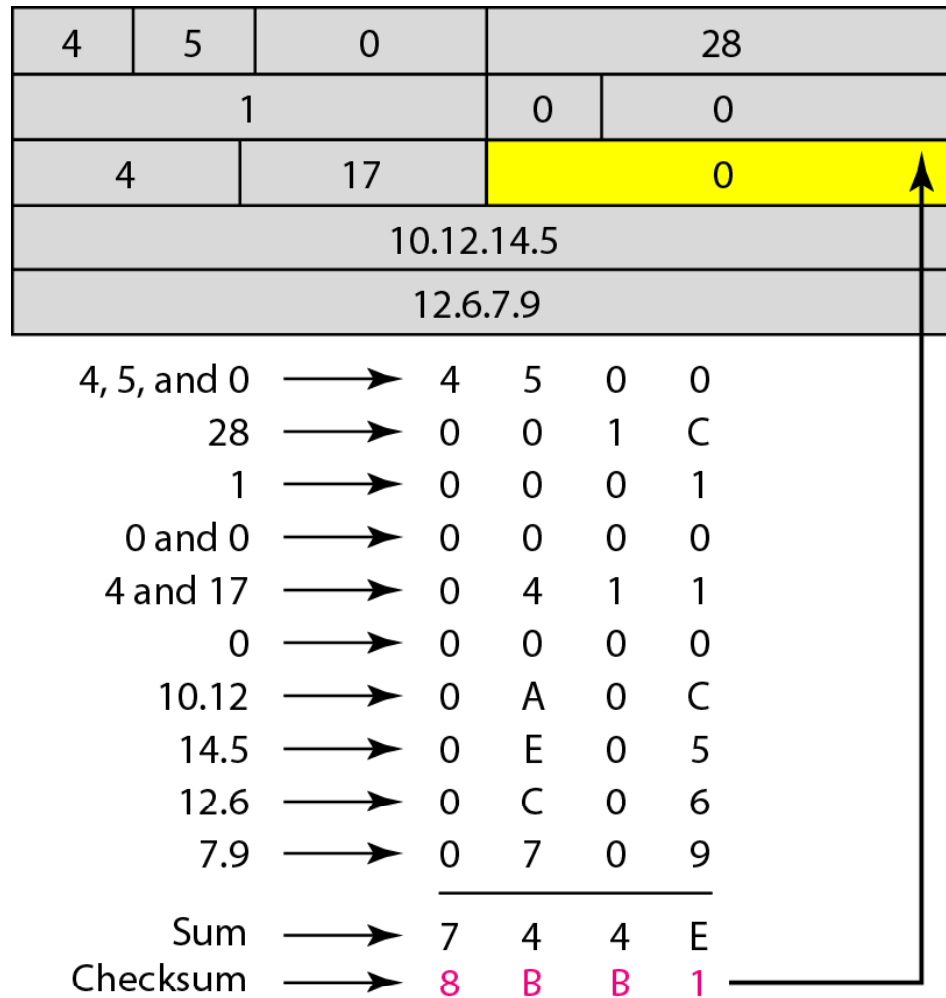 4 5 0 28
1 0 0
4 17 0
10.12.14.5
12.6.7.9
4, 5, and 0 4 5 0 0
28 0 0 1 C
1 0 0 0 1
0 and 0 0 0 0 0
4 and 17 0 4 1 1
0 0 0 0 0
10.12 0 A 0 C
14.5 0 E 0 5
12.6 0 C 0 6
7.9 0 7 0 9
Sum 7 4 4 E
Checksum 8 B B 1